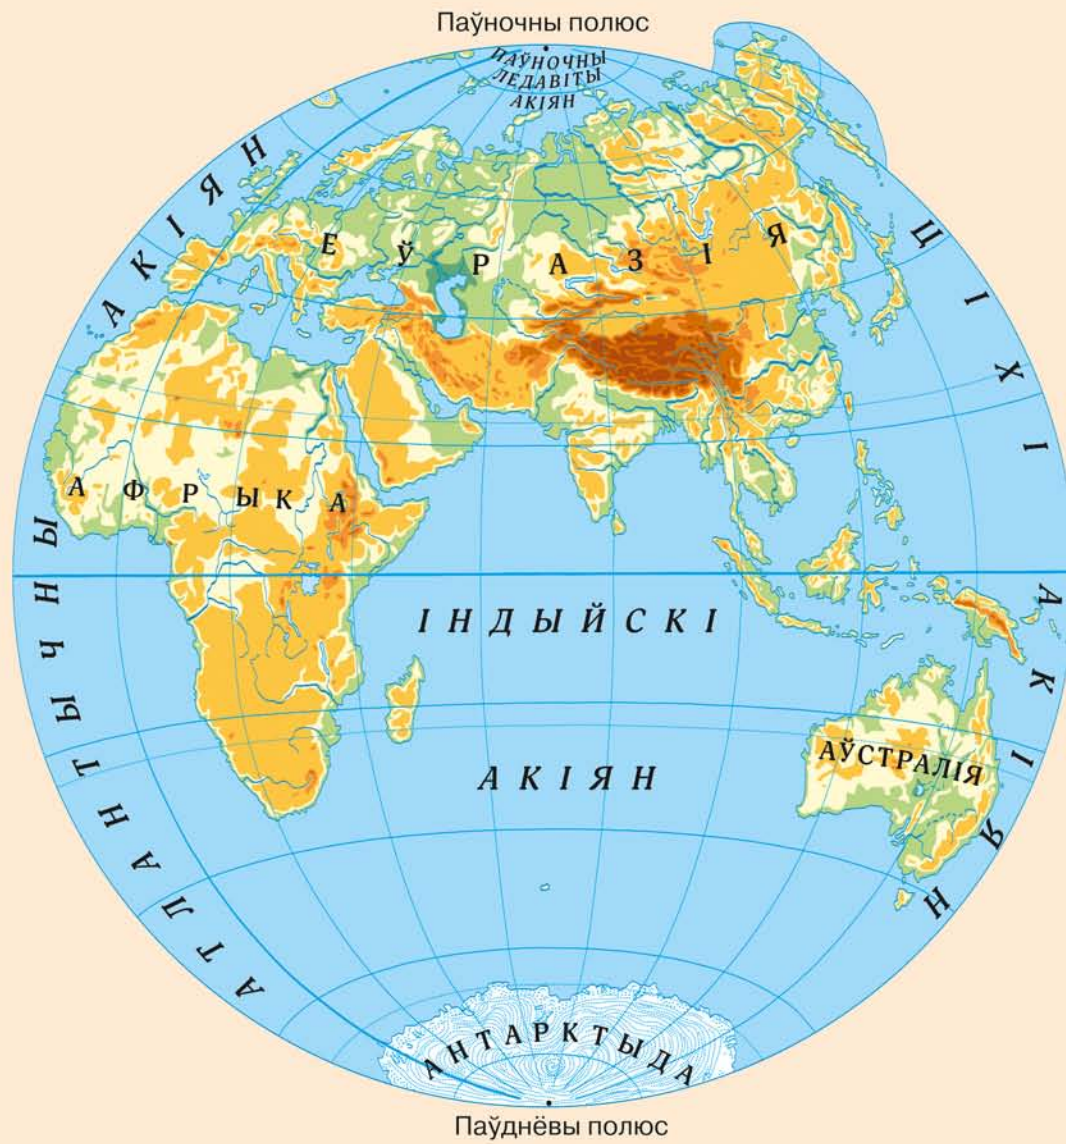 Паўночны полюс
ПАЎНОЧНЫ
ЛЕДАВІТЫ
АКІЯН
АТЛАНТЫЧНЫ АКІЯН
ЕЎРАЗІЯ
ЦІХІ АКІЯН
АФРЫКА
ІНДЫЙСКІ
АКІЯН
АЎСТРАЛІЯ
АНТАРКТЫДА
Паўднёвы полюс